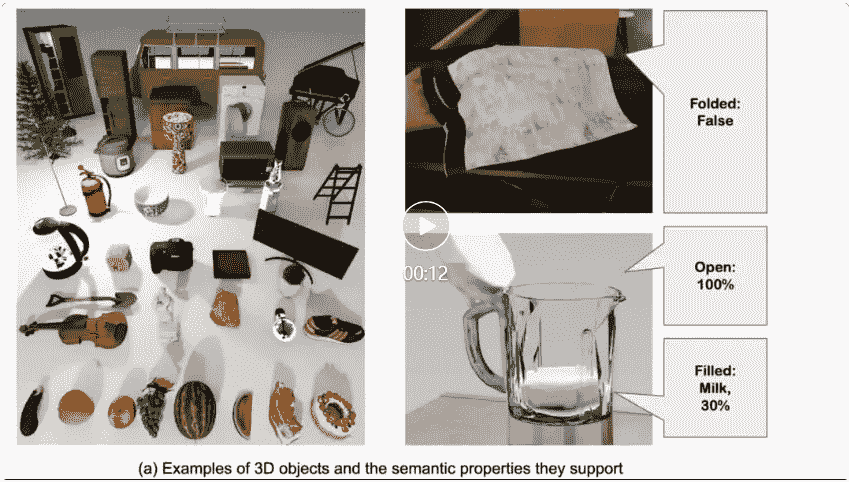 Folded:
False
00:12
Open:
100%
Filled:
Milk,
30%
(a) Examples of 3D objects and the semantic properties they support